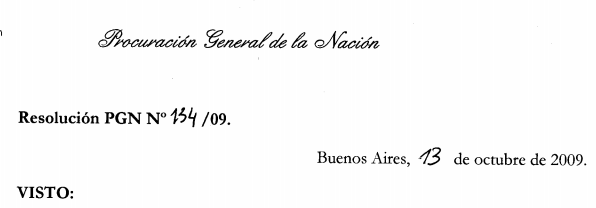 Procuración General de la Nación
Resolución PGN Nº 134 /09.
Buenos Aires, 13 de octubre de 2009.
VISTO: